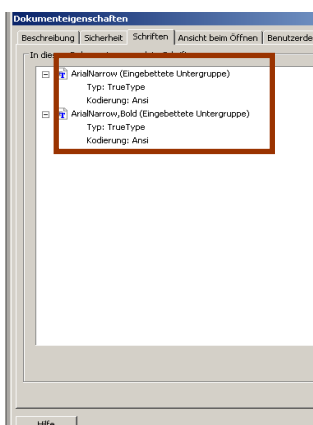 Dokumenteigenschaften
Beschreibung Sicherheit Schriften Ansicht beim Öffnen
In
ArialNarrow (Eingebettete Untergruppe)
Typ: TrueType
Kodierung: Ansi
ArialNarrow,Bold (Eingebettete Untergruppe)
Typ: TrueType
Kodierung: Ansi
Hilfe